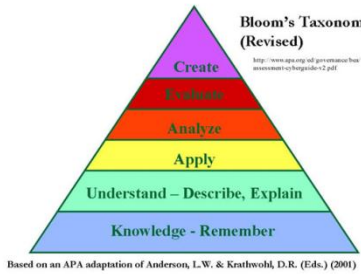 Bloom's Taxonom
(Revised)
Create
Evaluate
Analyze
Apply
Understand – Describe, Explain
Knowledge - Remember
Based on an APA adaptation of Anderson, L.W. & Krathwohl, D.R. (Eds.) (2001)